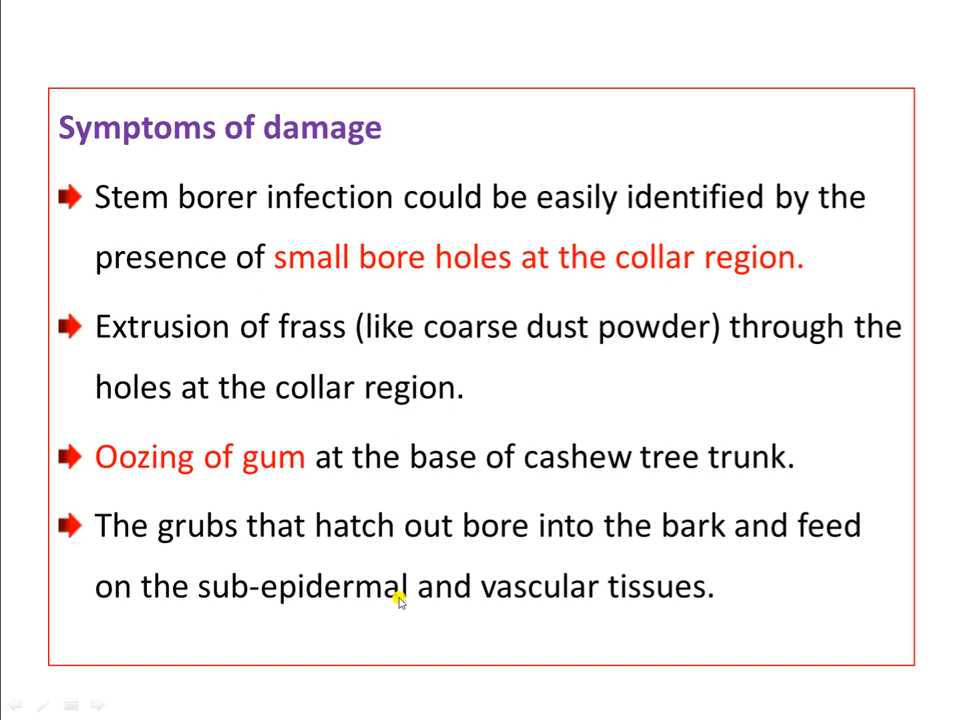 Symptoms of damage
Stem borer infection could be easily identified by the
presence of small bore holes at the collar region.
Extrusion of frass (like coarse dust powder) through the
holes at the collar region.
Oozing of gum at the base of cashew tree trunk.
The grubs that hatch out bore into the bark and feed
on the sub-epidermal and vascular tissues.